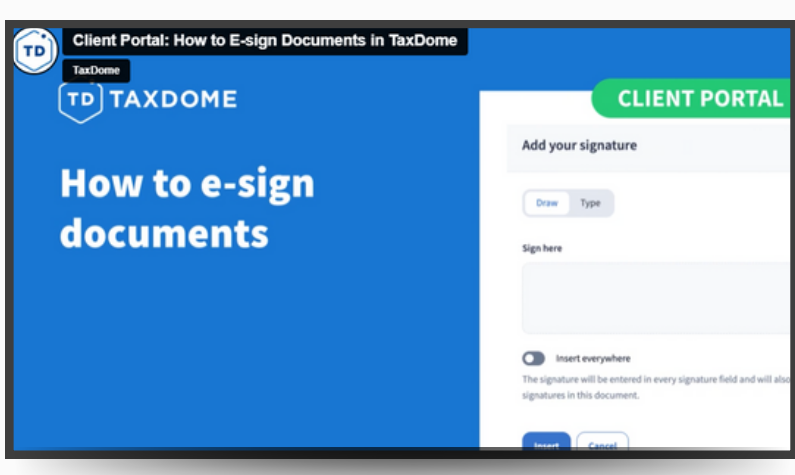 TD
Client Portal: How to E-sign Documents in TaxDome
TaxDome
TD TAXDOME
How to e-sign
documents
CLIENT PORTAL
Add your signature
Draw Type
Sign here
Insert everywhere
The signature will be entered in every signature field and will also
signatures in this document.
Insert Cancel